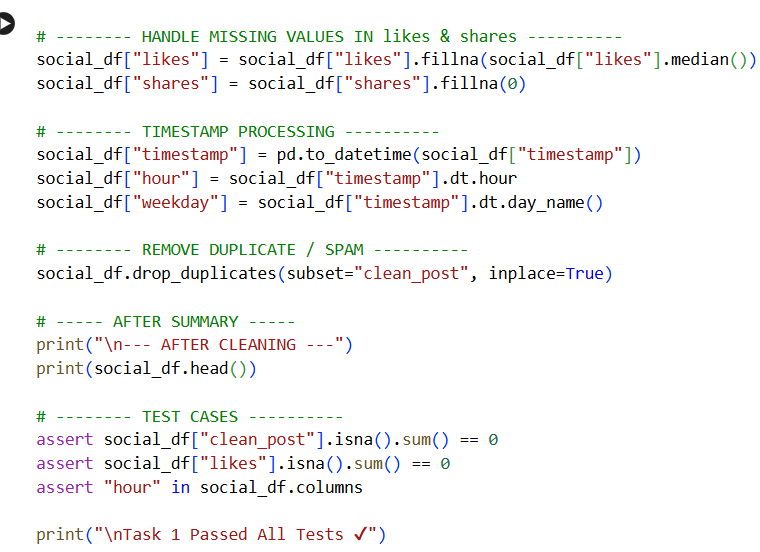 # -------- HANDLE MISSING VALUES IN likes & shares ----------
social_df["likes"] = social_df["likes"].fillna(social_df["likes"].median())
social_df["shares"] = social_df["shares"].fillna(0)
# -------- TIMESTAMP PROCESSING ----------
social_df["timestamp"] = pd.to_datetime(social_df["timestamp"])
social_df["hour"] = social_df["timestamp"].dt.hour
social_df["weekday"] = social_df["timestamp"].dt.day_name()
# -------- REMOVE DUPLICATE / SPAM ----------
social_df.drop_duplicates(subset="clean_post", inplace=True)
# ----- AFTER SUMMARY -----
print("\n--- AFTER CLEANING ---")
print(social_df.head())
# -------- TEST CASES ----------
assert social_df["clean_post"].isna().sum() == 0
assert social_df["likes"].isna().sum() == 0
assert "hour" in social_df.columns
print("\nTask 1 Passed All Tests ✓")